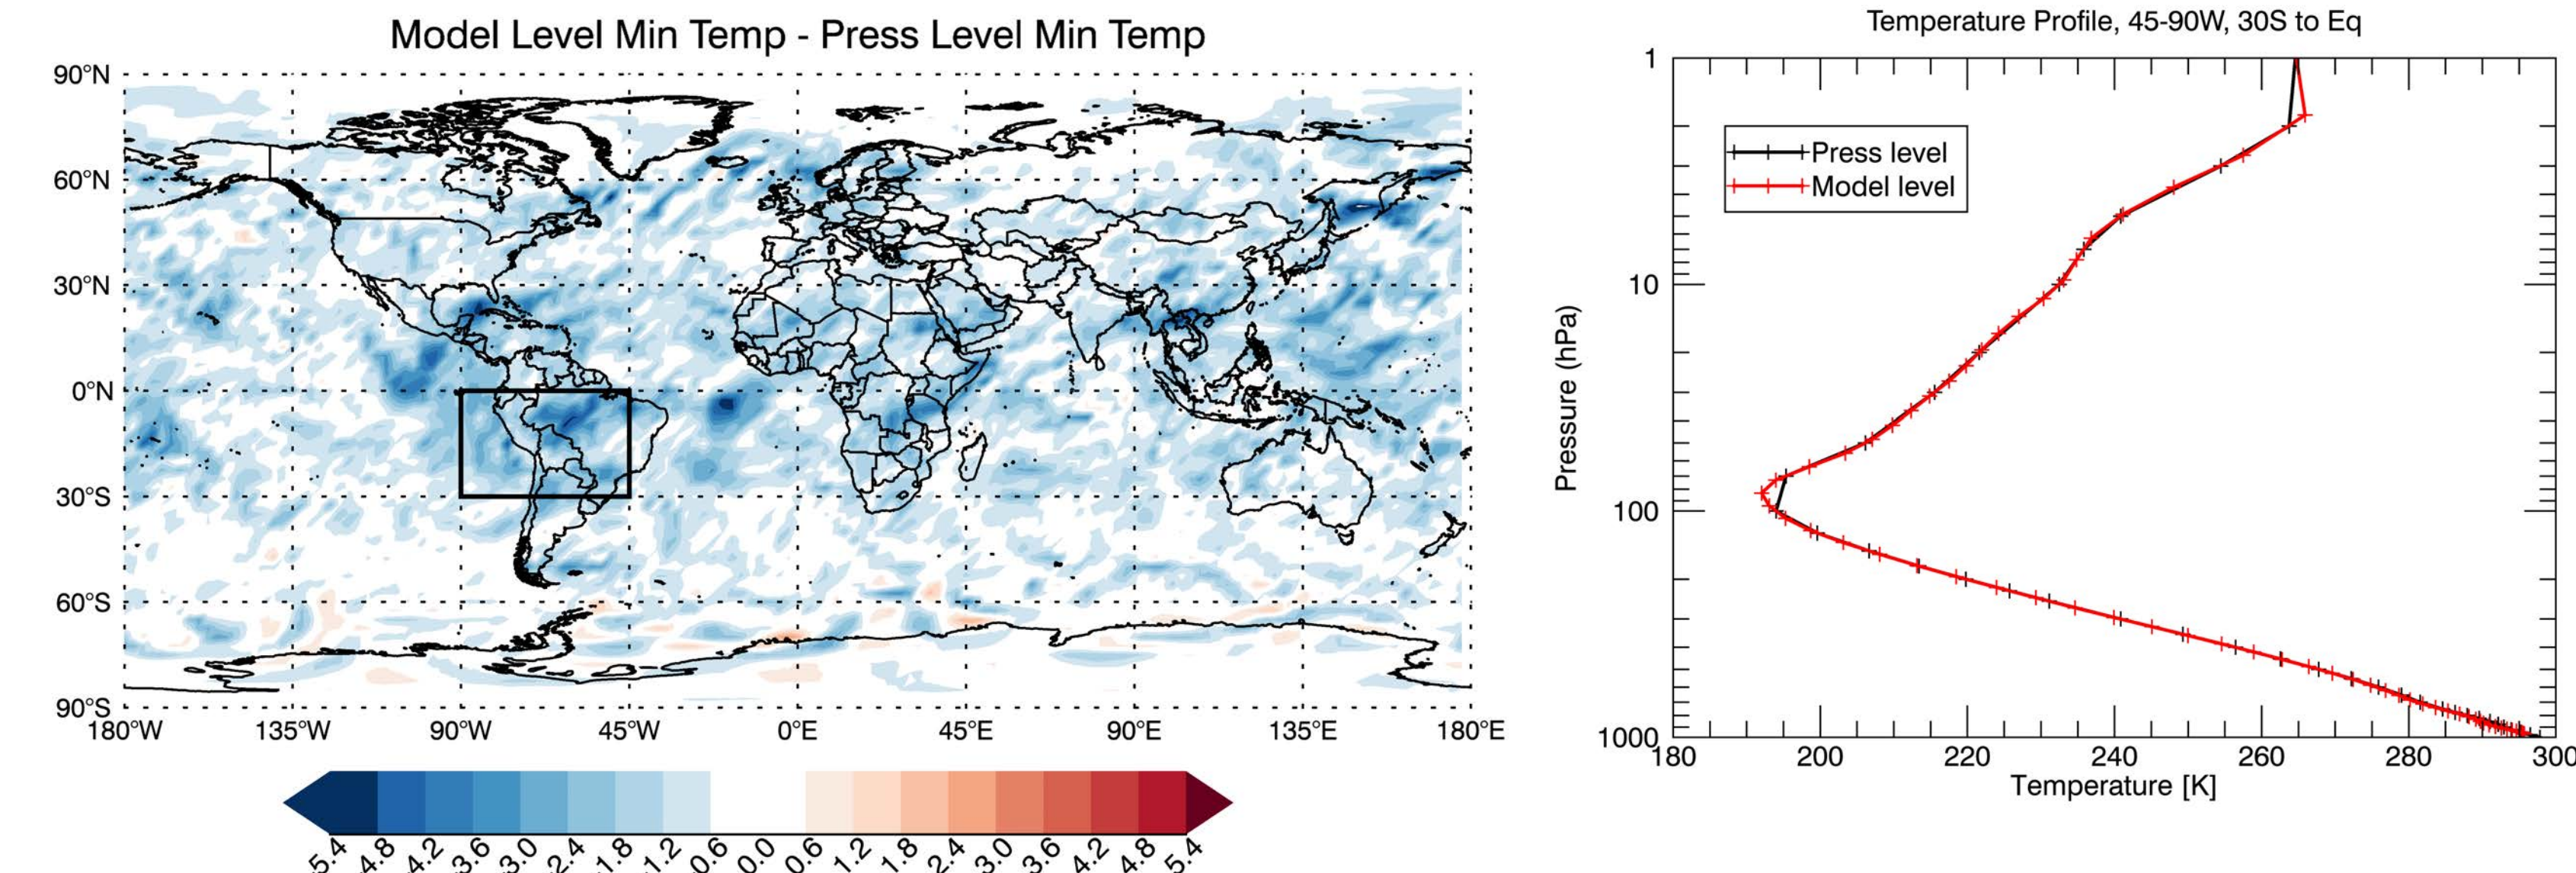 Model Level Min Temp - Press Level Min Temp
90°N
60°N
30°N
0°N
30°S
60°S
90°S
180°W 135°W 90°W 45°W 0°E 45°E 90°E 135°E 180°E
5.4 4.8 4.2 3.6 3.0 2.4 1.8 1.2 0.6 0.0 0.6 1.2 1.8 2.4 3.0 3.6 4.2 4.8 5.4
Temperature Profile, 45-90W, 30S to Eq
Press level
Model level
Pressure (hPa)
1
10
100
1000
180 200 220 240 260 280 300
Temperature [K]